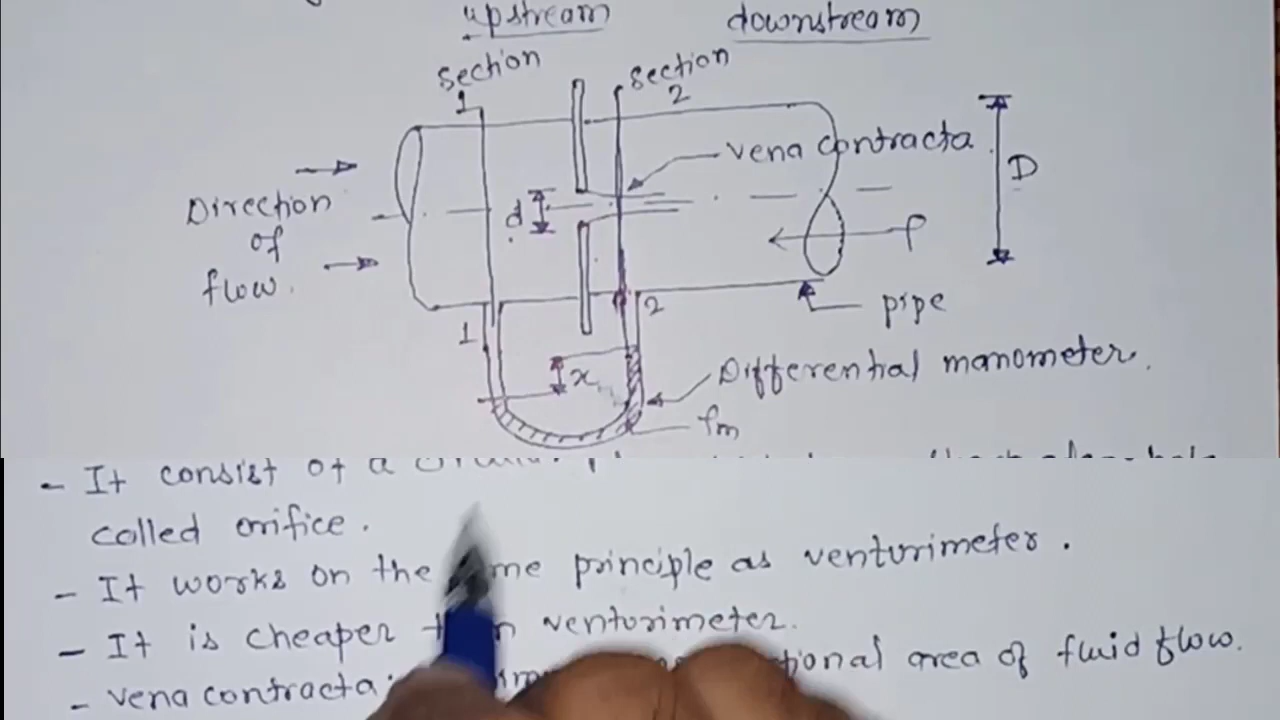 upstream downstream
section 1
section 2
vena contracta
D
Direction of flow
d
ρ
pipe
1
2
x
Differential manometer.
ρm
- It consist of a
called orifice.
- It works on the principle as venturimeter.
- It is cheaper venturimeter.
- vena contracta: area of fluid flow.